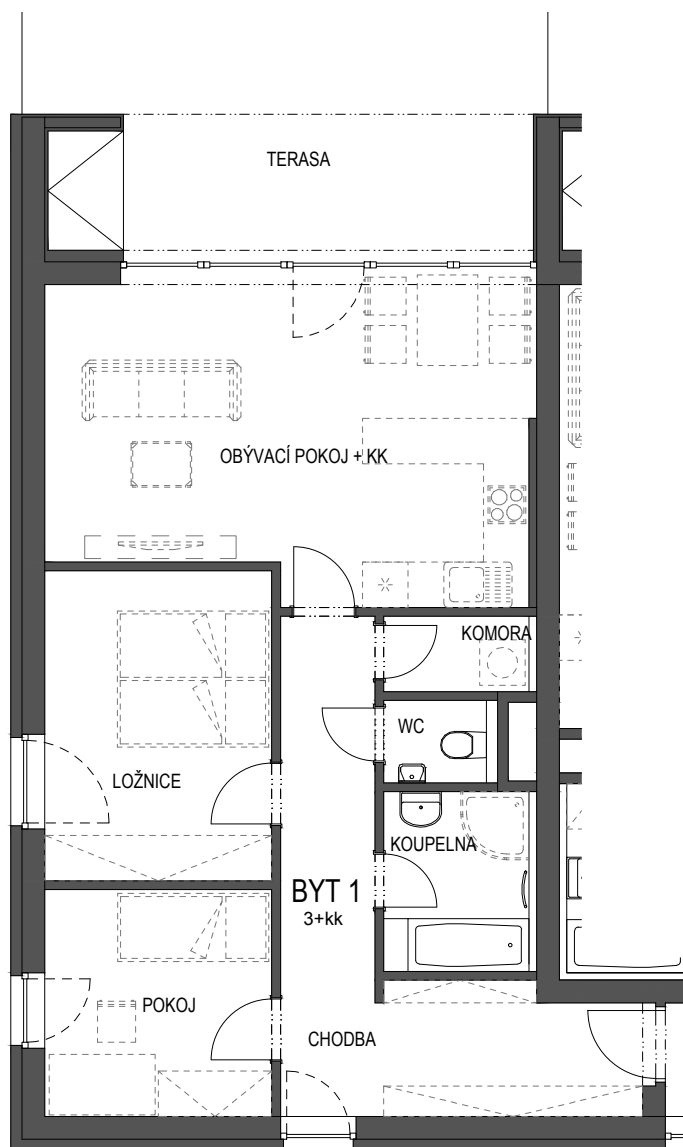 TERASA
OBÝVACÍ POKOJ + KK
KOMORA
WC
LOŽNICE
KOUPELNA
BYT 1
3+kk
POKOJ
CHODBA